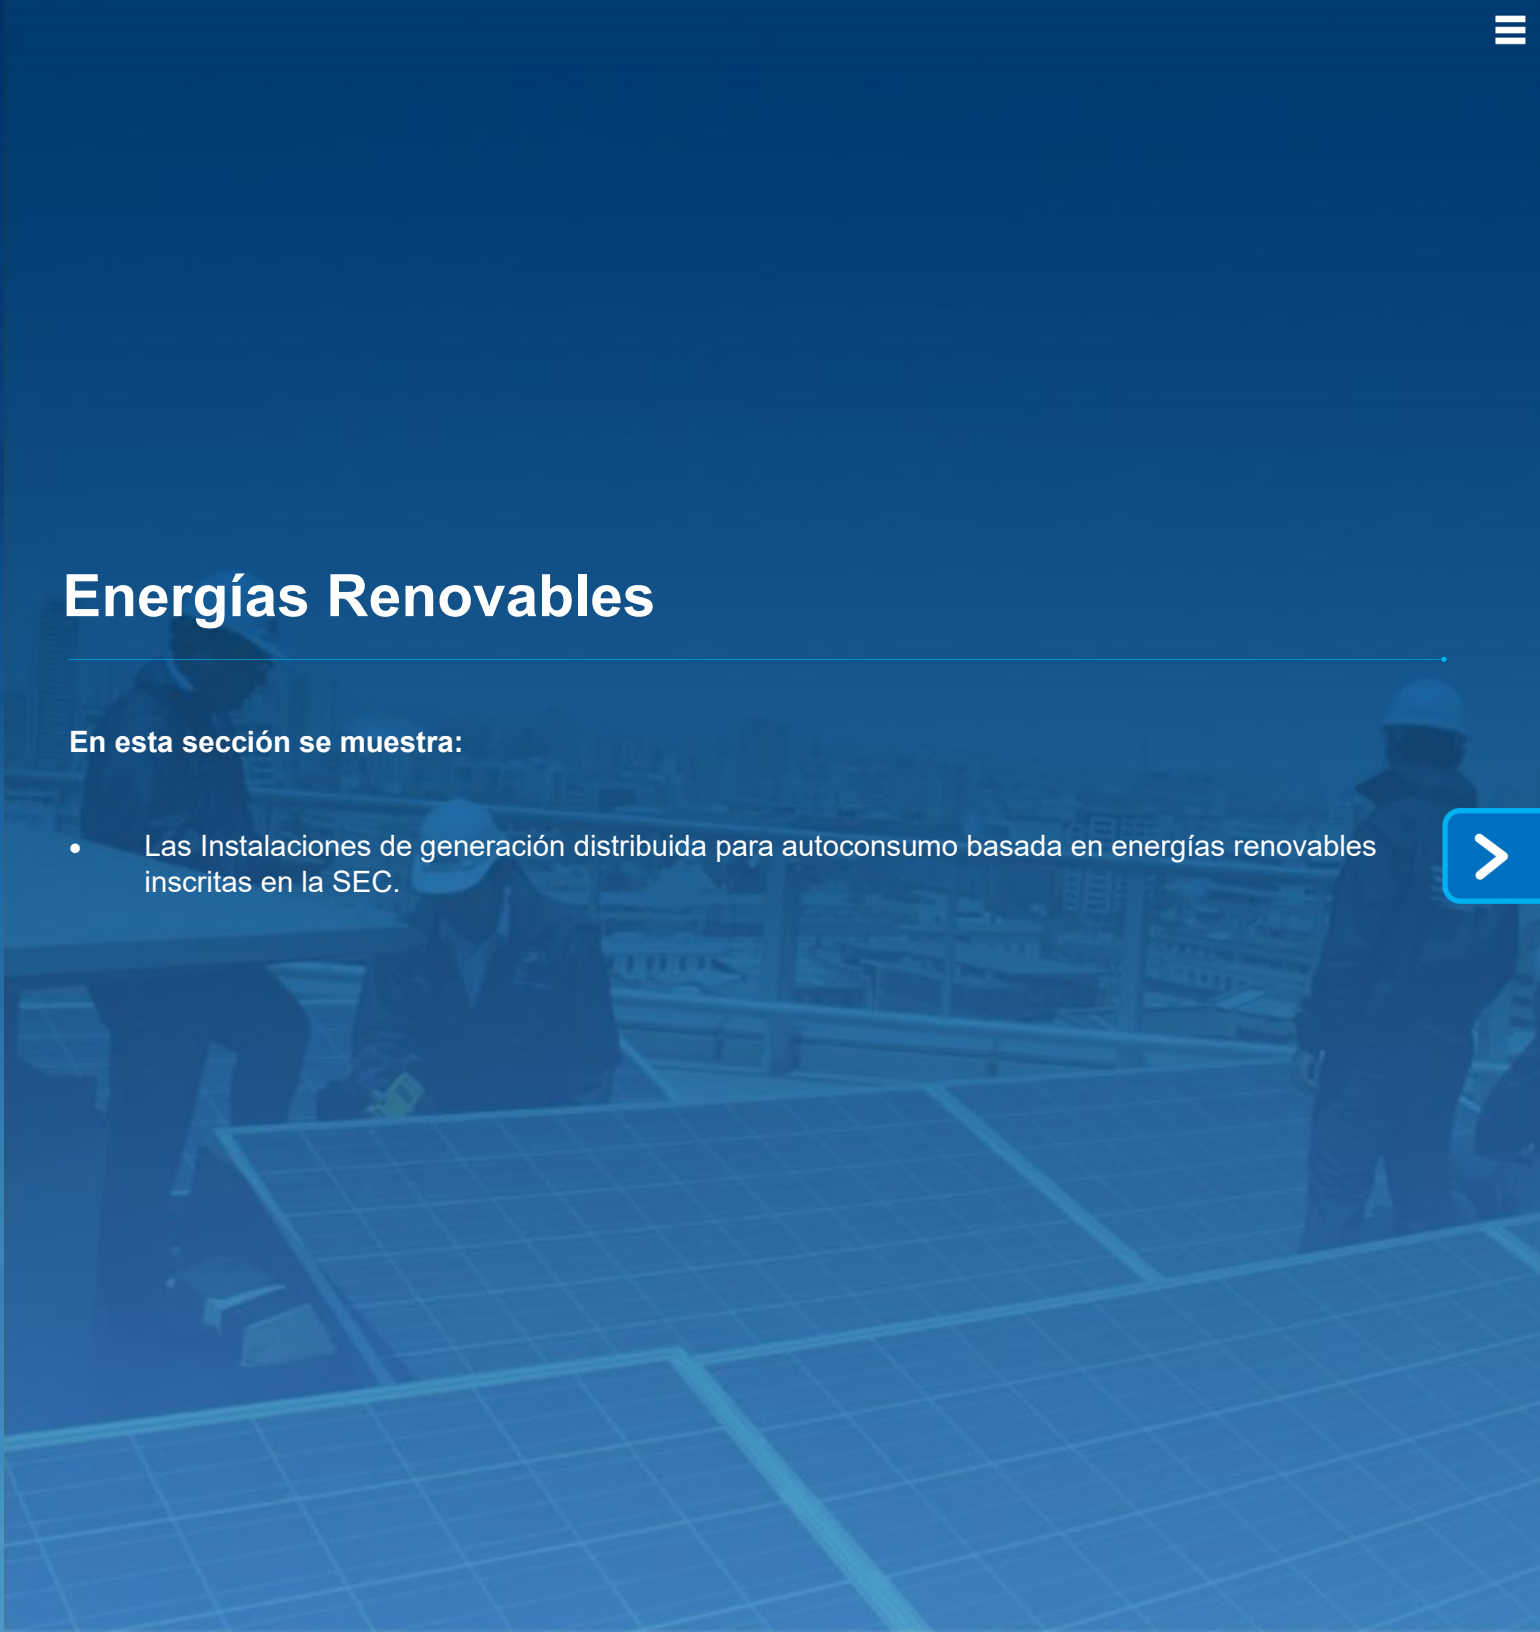 Energías Renovables
En esta sección se muestra:
• Las Instalaciones de generación distribuida para autoconsumo basada en energías renovables
inscritas en la SEC.